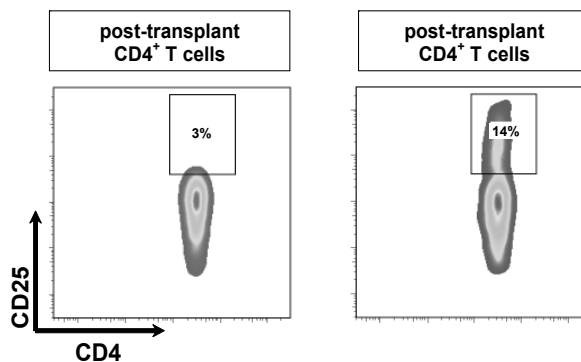 post-transplant
CD4⁺ T cells
post-transplant
CD4⁺ T cells
3%
14%
CD25
CD4